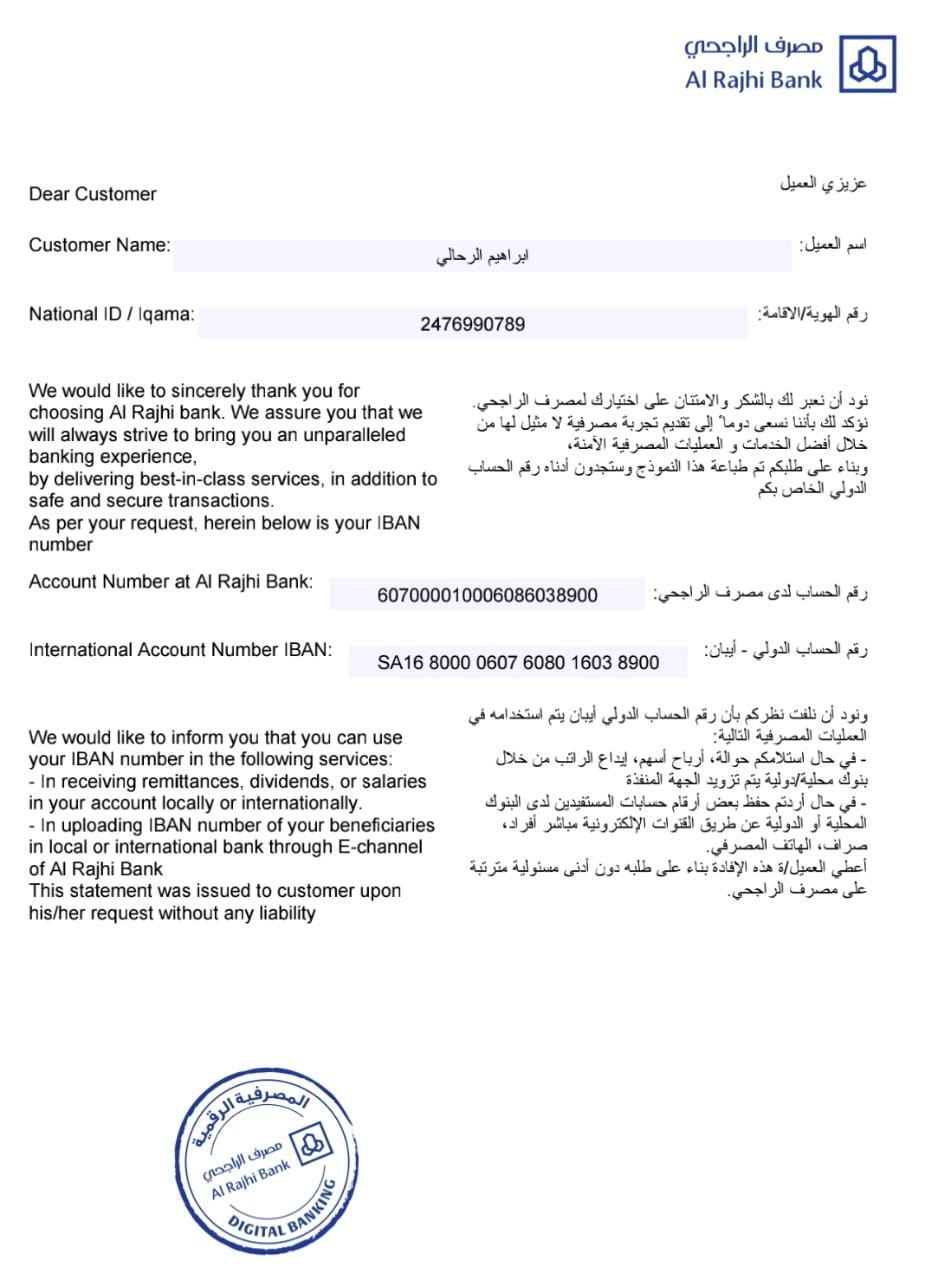 مصرف الراجحي
Al Rajhi Bank
عزيزي العميل
Dear Customer
Customer Name:
ابراهيم الرحالي
اسم العميل:
National ID / Iqama:
2476990789
رقم الهوية/الاقامة:
We would like to sincerely thank you for
choosing Al Rajhi bank. We assure you that we
will always strive to bring you an unparalleled
banking experience,
by delivering best-in-class services, in addition to
safe and secure transactions.
As per your request, herein below is your IBAN
number
نود أن نعبر لك بالشكر والامتنان على اختيارك لمصرف الراجحي.
نؤكد لك بأننا نسعى دوماً إلى تقديم تجربة مصرفية لا مثيل لها من
خلال أفضل الخدمات و العمليات المصرفية الآمنة،
وبناء على طلبكم تم طباعة هذا النموذج وستجدون أدناه رقم الحساب
الدولي الخاص بكم
Account Number at Al Rajhi Bank:
607000010006086038900
رقم الحساب لدى مصرف الراجحي:
International Account Number IBAN:
SA16 8000 0607 6080 1603 8900
رقم الحساب الدولي - أيبان:
We would like to inform you that you can use
your IBAN number in the following services:
- In receiving remittances, dividends, or salaries
in your account locally or internationally.
- In uploading IBAN number of your beneficiaries
in local or international bank through E-channel
of Al Rajhi Bank
This statement was issued to customer upon
his/her request without any liability
ونود أن نلفت نظركم بأن رقم الحساب الدولي أيبان يتم استخدامه في
العمليات المصرفية التالية:
- في حال استلامكم حوالة، أرباح أسهم، إيداع الراتب من خلال
بنوك محلية/دولية يتم تزويد الجهة المنفذة
- في حال أردتم حفظ بعض أرقام حسابات المستفيدين لدى البنوك
المحلية أو الدولية عن طريق القنوات الإلكترونية مباشر أفراد،
صراف، الهاتف المصرفي.
أعطي العميل/ة هذه الإفادة بناء على طلبه دون أدنى مسئولية مترتبة
على مصرف الراجحي.
المصرفية الرقمية
مصرف الراجحي
Al Rajhi Bank
DIGITAL BANKING